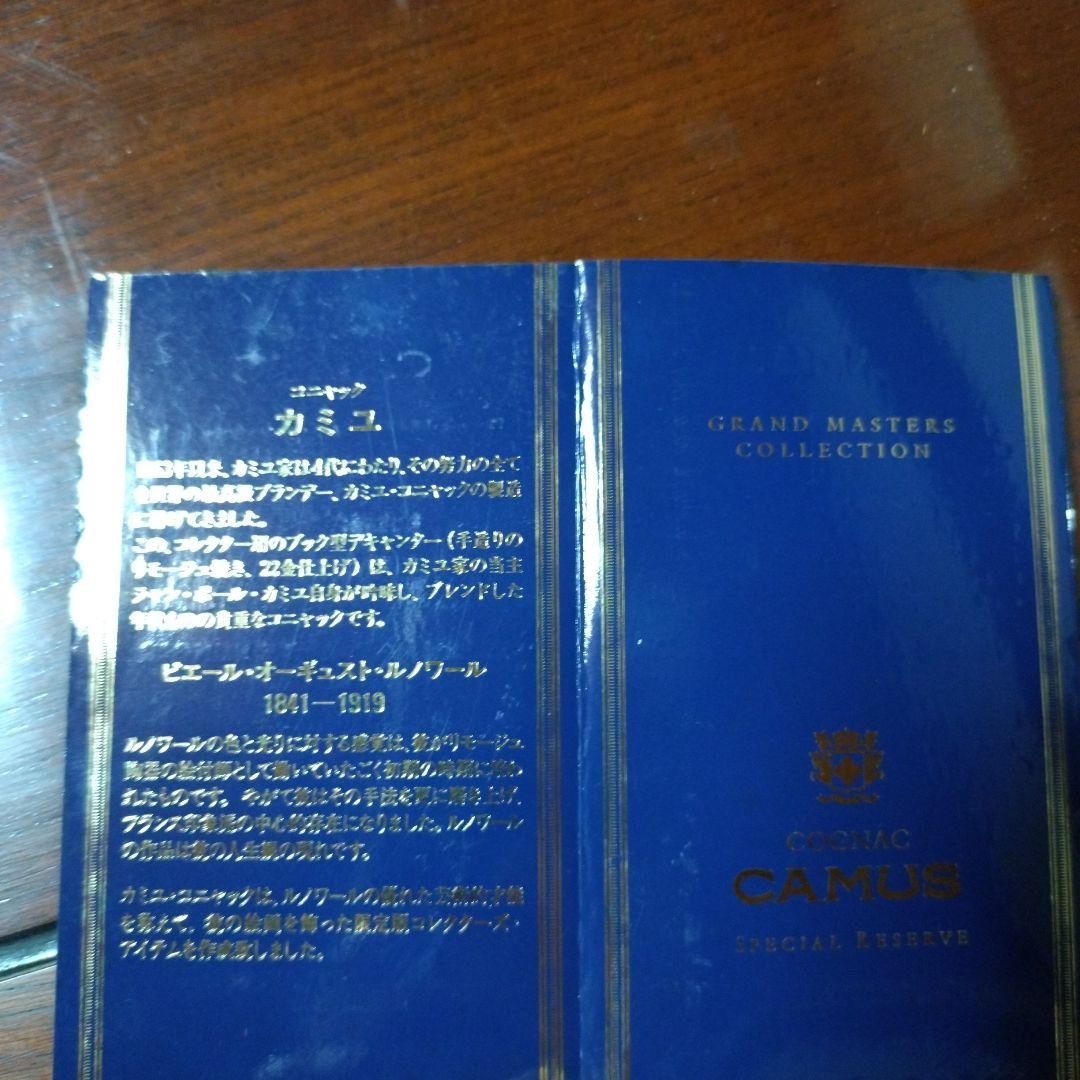 コニャック
カミユ
カミユ家は4代にわたり、その努力の全て
ブランデー、カミユ・コニャックの製造
に捧げてきました。
この、コレクター用のブック型デキャンター（手造りの
リモージュ焼き、22金仕上げ）は、カミユ家の当主
ジャン・ポール・カミユ自身が吟味し、ブレンドした
貴重なコニャックです。
ピエール・オーギュスト・ルノワール
1841—1919
ルノワールの色と光りに対する感覚は、彼がリモージュ
陶器の絵付師として働いていたごく初期の時期に培わ
れたものです。やがて彼はその手法を更に磨き上げ、
フランス印象派の中心的存在になりました。ルノワール
の作品は彼の人生観の現れです。
カミユ・コニャックは、ルノワールの優れた芸術的才能
を称えて、彼の絵画を飾った限定版コレクターズ・
アイテムを作成致しました。
GRAND MASTERS
COLLECTION
COGNAC
CAMUS
SPECIAL RESERVE